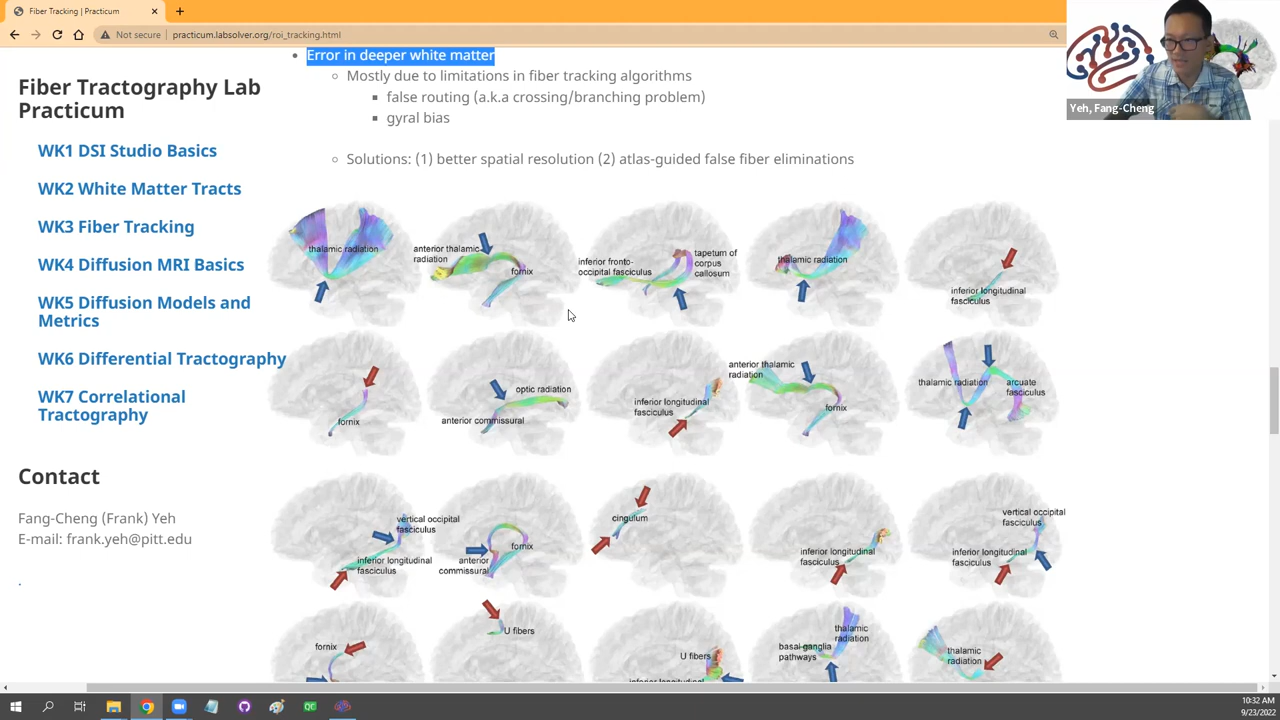 Fiber Tracking | Practicum
Not secure
practicum.labsolver.org/roi_tracking.html
Yeh, Fang-Cheng
Fiber Tractography Lab
Practicum
WK1 DSI Studio Basics
WK2 White Matter Tracts
WK3 Fiber Tracking
WK4 Diffusion MRI Basics
WK5 Diffusion Models and
Metrics
WK6 Differential Tractography
WK7 Correlational
Tractography
Contact
Fang-Cheng (Frank) Yeh
E-mail: frank.yeh@pitt.edu
.
Error in deeper white matter
Mostly due to limitations in fiber tracking algorithms
false routing (a.k.a crossing/branching problem)
gyral bias
Solutions: (1) better spatial resolution (2) atlas-guided false fiber eliminations
thalamic radiation
anterior thalamic
radiation
fornix
inferior fronto-
occipital fasciculus
tapetum of
corpus
callosum
thalamic radiation
inferior longitudinal
fasciculus
fornix
optic radiation
anterior commissural
inferior longitudinal
fasciculus
anterior thalamic
radiation
fornix
thalamic radiation
arcuate
fasciculus
vertical occipital
fasciculus
inferior longitudinal
fasciculus
fornix
anterior
commissural
cingulum
inferior longitudinal
fasciculus
vertical occipital
fasciculus
inferior longitudinal
fasciculus
fornix
U fibers
U fibers
inferior longitudinal
thalamic
radiation
basal ganglia
pathways
thalamic
radiation
QC
10:32 AM
9/23/2022